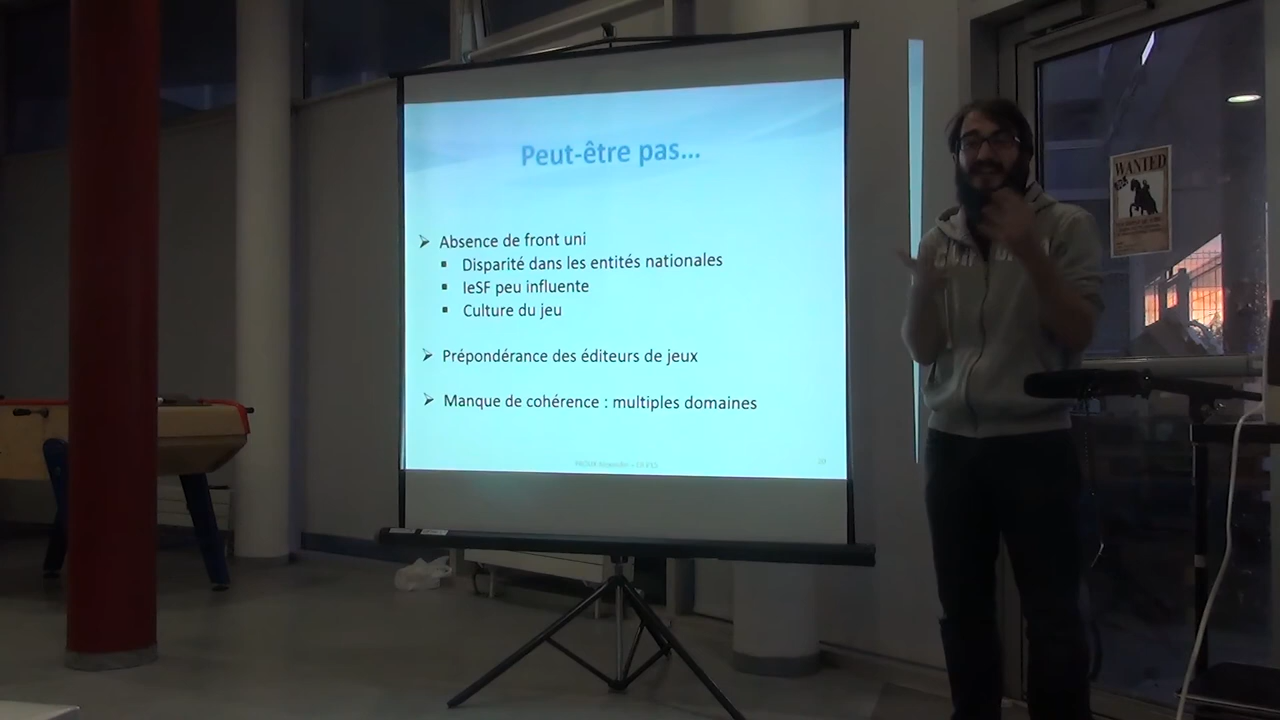 Peut-être pas...
Absence de front uni
Disparité dans les entités nationales
IeSF peu influente
Culture du jeu
Prépondérance des éditeurs de jeux
Manque de cohérence : multiples domaines
WANTED